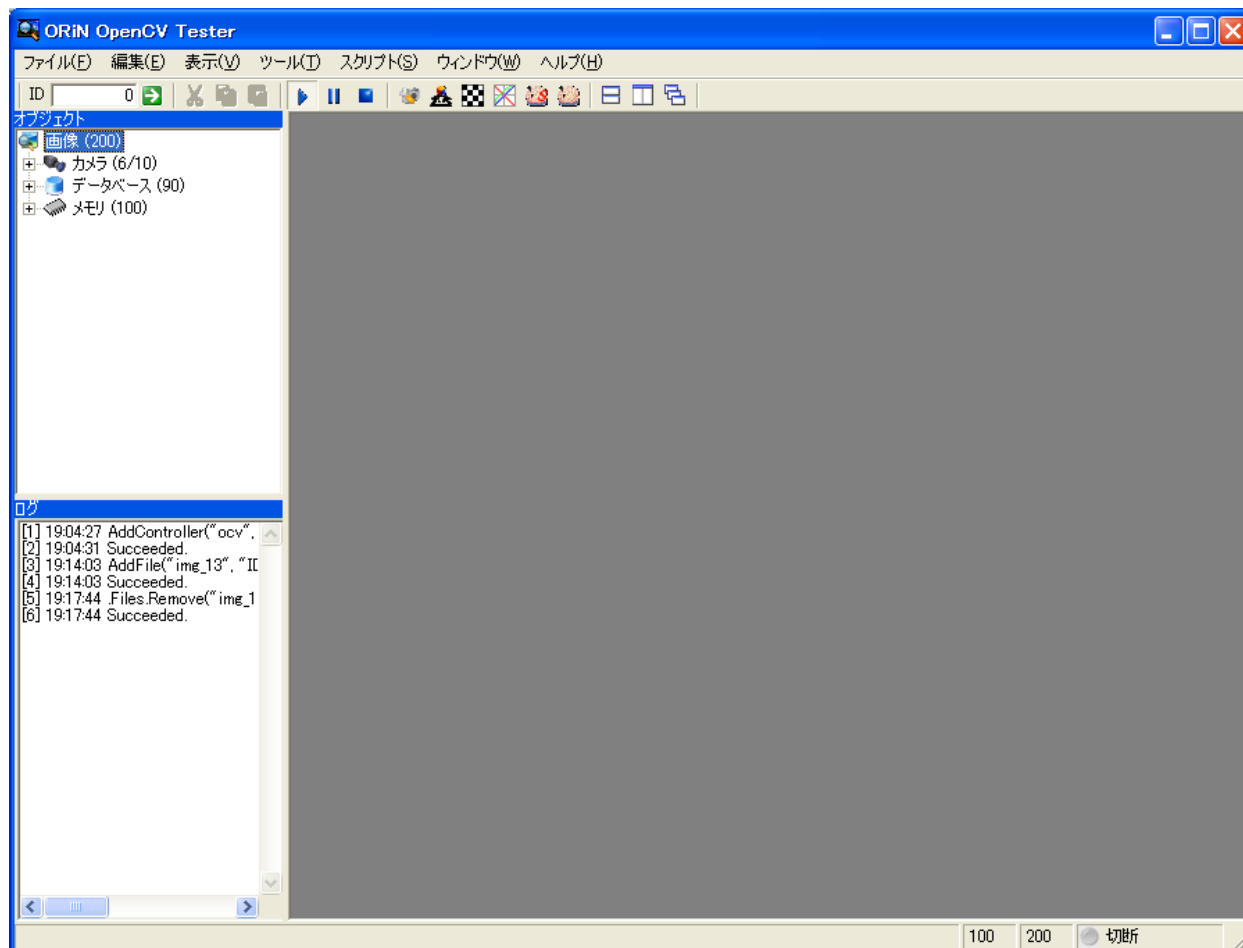 ORiN OpenCV Tester
ファイル(F) 編集(E) 表示(V) ツール(T) スクリプト(S) ウィンドウ(W) ヘルプ(H)
ID 0
オブジェクト
画像 (200)
カメラ (6/10)
データベース (90)
メモリ (100)
ログ
[1] 19:04:27 AddController("ocv",
[2] 19:04:31 Succeeded.
[3] 19:14:03 AddFile("img_13", "ID
[4] 19:14:03 Succeeded.
[5] 19:17:44 .Files.Remove("img_1
[6] 19:17:44 Succeeded.
100 200 切断